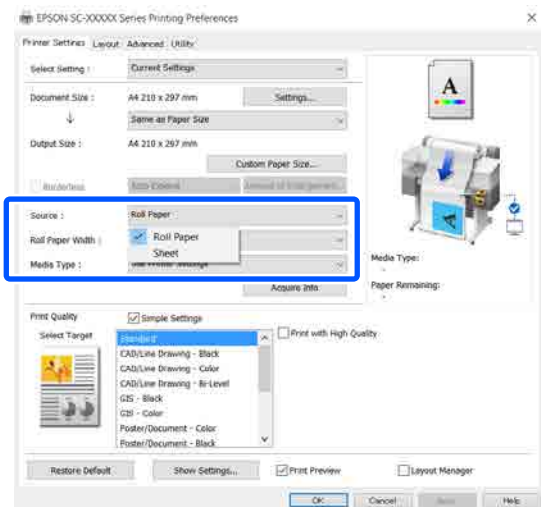 EPSON SC-XXXXX Series Printing Preferences
Printer Settings Layout Advanced Utility
Select Setting : Current Settings
Document Size : A4 210 x 297 mm Settings...
Same as Paper Size
Output Size : A4 210 x 297 mm
Custom Paper Size...
Borderless Auto Expand
Source : Roll Paper
Roll Paper Width : Roll Paper
Sheet
Media Type : Use Printer Settings
Acquire Info
A
Media Type:
-
Paper Remaining:
-
Print Quality Simple Settings
Select Target Standard Print with High Quality
CAD/Line Drawing - Black
CAD/Line Drawing - Color
CAD/Line Drawing - Bi-Level
GIS - Black
GIS - Color
Poster/Document - Color
Poster/Document - Black
Restore Default Show Settings... Print Preview Layout Manager
OK Cancel Help